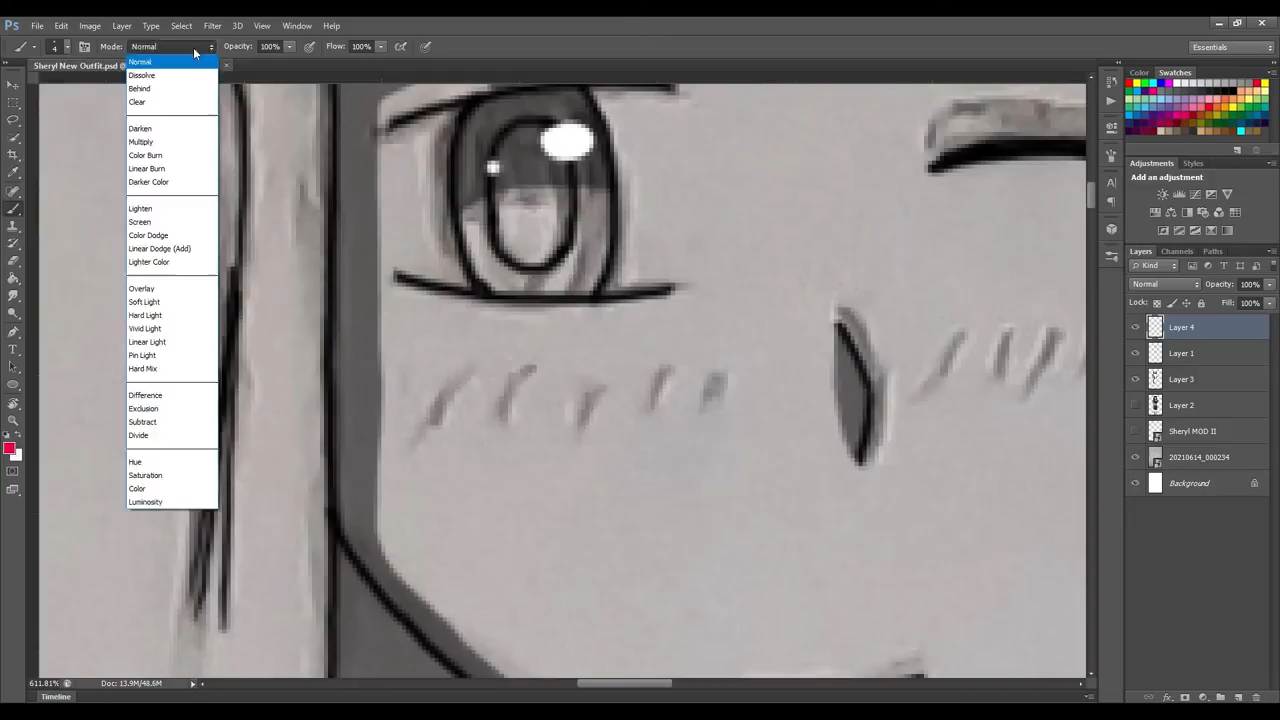 Ps File Edit Image Layer Type Select Filter 3D View Window Help
4 Mode: Normal Opacity: 100% Flow: 100% Essentials
Sheryl New Outfit.psd @
Normal
Dissolve
Behind
Clear
Darken
Multiply
Color Burn
Linear Burn
Darker Color
Lighten
Screen
Color Dodge
Linear Dodge (Add)
Lighter Color
Overlay
Soft Light
Hard Light
Vivid Light
Linear Light
Pin Light
Hard Mix
Difference
Exclusion
Subtract
Divide
Hue
Saturation
Color
Luminosity
Color Swatches
Adjustments Styles
Add an adjustment
Layers Channels Paths
Kind
Normal Opacity: 100%
Lock: Fill: 100%
Layer 4
Layer 1
Layer 3
Layer 2
Sheryl MOD II
20210614_000234
Background
611.81% Doc: 13.9M/48.6M
Timeline